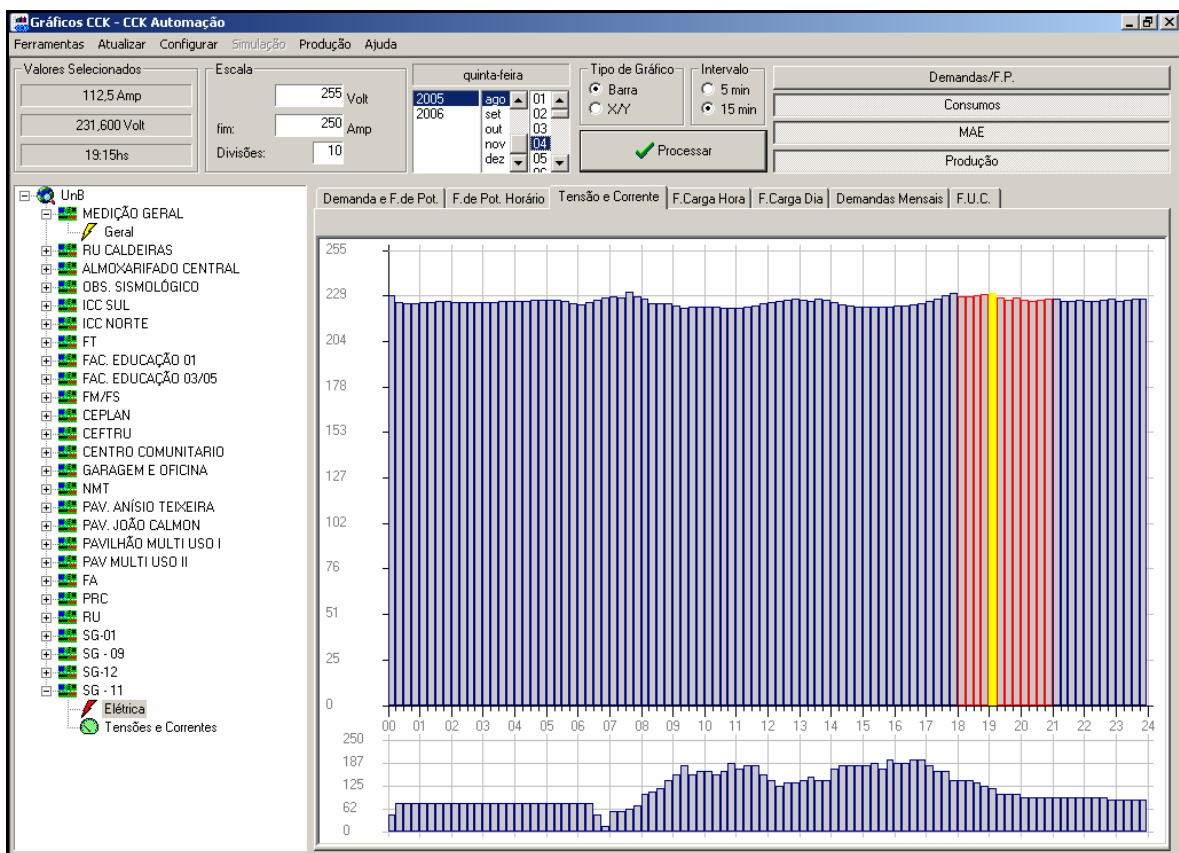 Gráficos CCK - CCK Automação
Ferramentas Atualizar Configurar Simulação Produção Ajuda
Valores Selecionados
112,5 Amp
231,600 Volt
19:15hs
Escala
255 Volt
fim: 250 Amp
Divisões: 10
quinta-feira
2005
2006
ago
set
out
nov
dez
01
02
03
04
05
Tipo de Gráfico
Barra
X/Y
Intervalo
5 min
15 min
Processar
Demandas/F.P.
Consumos
MAE
Produção
UnB
MEDIÇÃO GERAL
Geral
RU CALDEIRAS
ALMOXARIFADO CENTRAL
OBS. SISMOLÓGICO
ICC SUL
ICC NORTE
FT
FAC. EDUCAÇÃO 01
FAC. EDUCAÇÃO 03/05
FM/FS
CEPLAN
CEFTRU
CENTRO COMUNITARIO
GARAGEM E OFICINA
NMT
PAV. ANÍSIO TEIXEIRA
PAV. JOÃO CALMON
PAVILHÃO MULTI USO I
PAV MULTI USO II
FA
PRC
RU
SG-01
SG - 09
SG-12
SG - 11
Elétrica
Tensões e Correntes
Demanda e F.de Pot. F.de Pot. Horário Tensão e Corrente F.Carga Hora F.Carga Dia Demandas Mensais F.U.C.
255
229
204
178
153
127
102
76
51
25
0
00 01 02 03 04 05 06 07 08 09 10 11 12 13 14 15 16 17 18 19 20 21 22 23 24
250
187
125
62
0